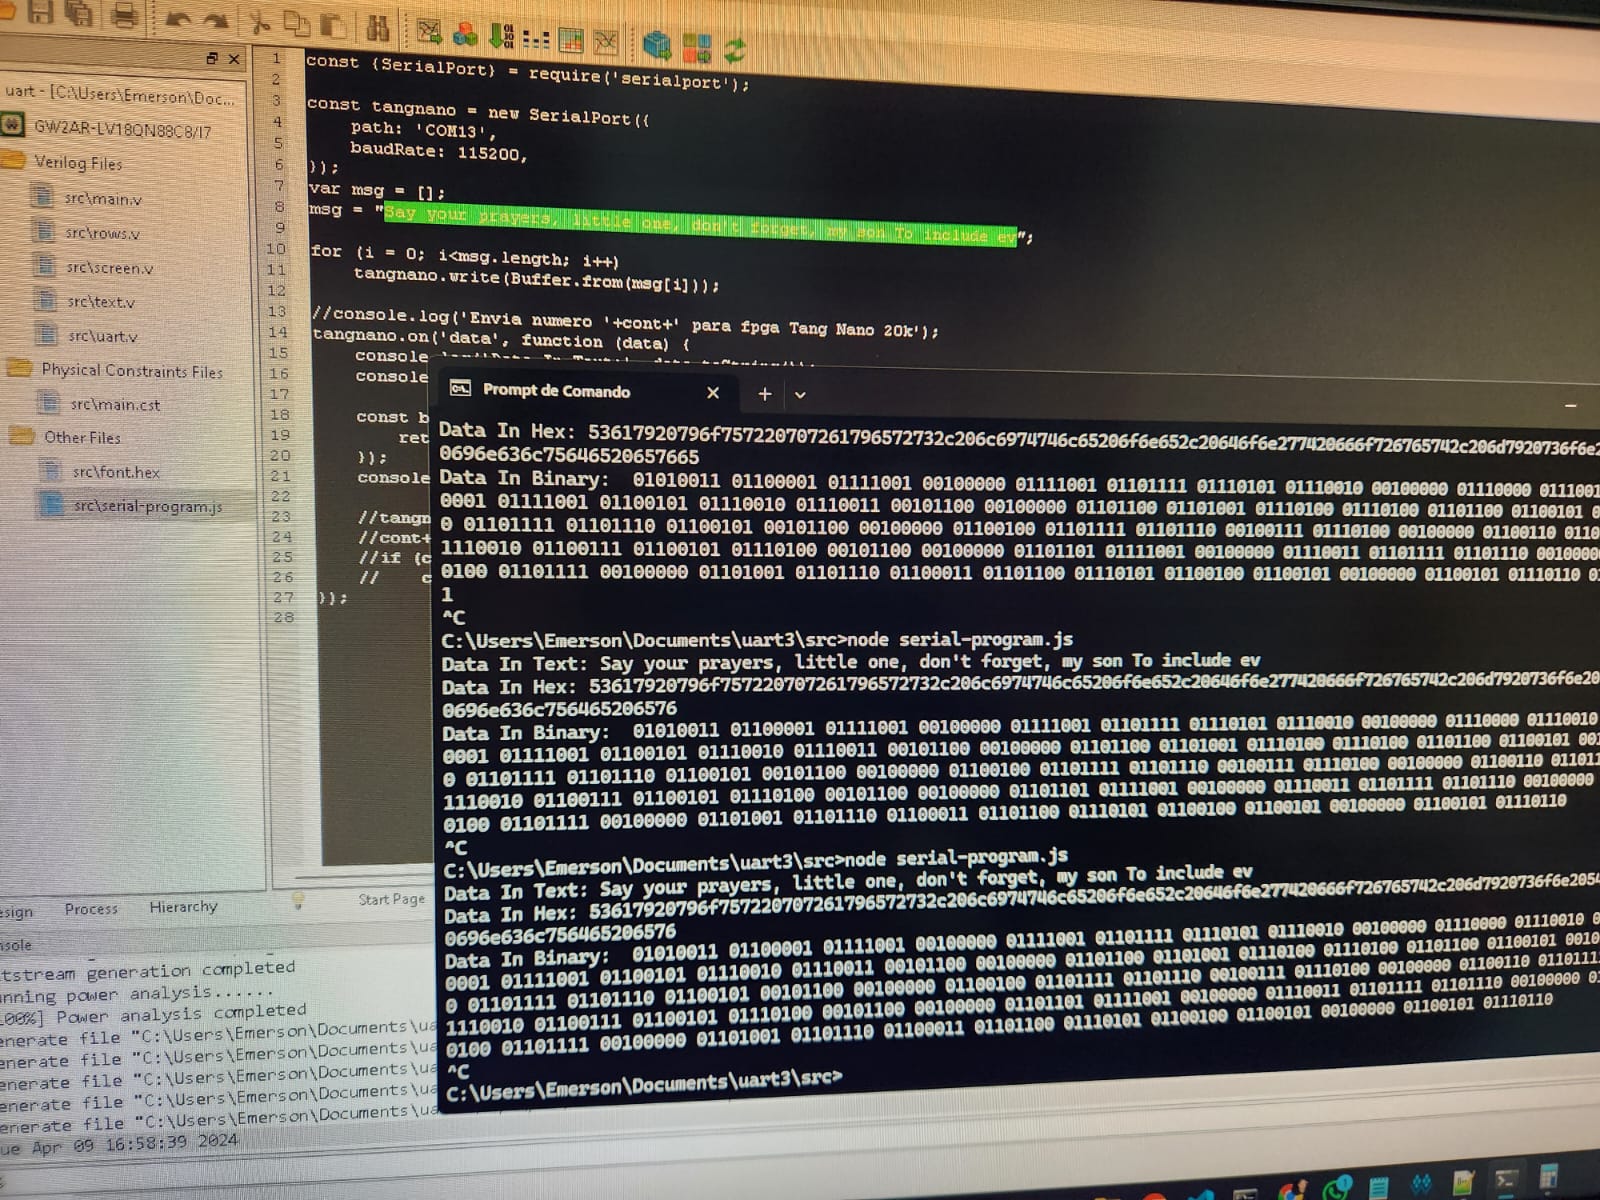 uart - [C:\Users\Emerson\Doc...
GW2AR-LV18QN88C8/I7
Verilog Files
src\main.v
src\rows.v
src\screen.v
src\text.v
src\uart.v
Physical Constraints Files
src\main.cst
Other Files
src\font.hex
src\serial-program.js
1
2
3
4
5
6
7
8
9
10
11
12
13
14
15
16
17
18
19
20
21
22
23
24
25
26
27
28
const {SerialPort} = require('serialport');
const tangnano = new SerialPort({
path: 'COM13',
baudRate: 115200,
});
var msg = [];
msg = "Say your prayers, little one, don't forget, my son To include ev";
for (i = 0; i<msg.length; i++)
tangnano.write(Buffer.from(msg[i]));
//console.log('Envia numero '+cont+' para fpga Tang Nano 20k');
tangnano.on('data', function (data) {
console
console
const b
ret
});
console
//tangn
//cont+
//if (c
// c
});
Prompt de Comando
Data In Hex: 53617920796f757220707261796572732c206c6974746c65206f6e652c20646f6e277420666f726765742c206d7920736f6e2
0696e636c75646520657665
Data In Binary: 01010011 01100001 01111001 00100000 01111001 01101111 01110101 01110010 00100000 01110000 0111001
0001 01111001 01100101 01110010 01110011 00101100 00100000 01101100 01101001 01110100 01110100 01101100 01100101 0
0 01101111 01101110 01100101 00101100 00100000 01100100 01101111 01101110 00100111 01110100 00100000 01100110 0110
1110010 01100111 01100101 01110100 00101100 00100000 01101101 01111001 00100000 01110011 01101111 01101110 0010000
0100 01101111 00100000 01101001 01101110 01100011 01101100 01110101 01100100 01100101 00100000 01100101 01110110 0
1
^C
C:\Users\Emerson\Documents\uart3\src>node serial-program.js
Data In Text: Say your prayers, little one, don't forget, my son To include ev
Data In Hex: 53617920796f757220707261796572732c206c6974746c65206f6e652c20646f6e277420666f726765742c206d7920736f6e20
0696e636c756465206576
Data In Binary: 01010011 01100001 01111001 00100000 01111001 01101111 01110101 01110010 00100000 01110000 01110010
0001 01111001 01100101 01110010 01110011 00101100 00100000 01101100 01101001 01110100 01110100 01101100 01100101 001
0 01101111 01101110 01100101 00101100 00100000 01100100 01101111 01101110 00100111 01110100 00100000 01100110 011011
1110010 01100111 01100101 01110100 00101100 00100000 01101101 01111001 00100000 01110011 01101111 01101110 00100000
0100 01101111 00100000 01101001 01101110 01100011 01101100 01110101 01100100 01100101 00100000 01100101 01110110
^C
C:\Users\Emerson\Documents\uart3\src>node serial-program.js
Data In Text: Say your prayers, little one, don't forget, my son To include ev
Data In Hex: 53617920796f757220707261796572732c206c6974746c65206f6e652c20646f6e277420666f726765742c206d7920736f6e2054
0696e636c756465206576
Data In Binary: 01010011 01100001 01111001 00100000 01111001 01101111 01110101 01110010 00100000 01110000 01110010 0
0001 01111001 01100101 01110010 01110011 00101100 00100000 01101100 01101001 01110100 01110100 01101100 01100101 0010
0 01101111 01101110 01100101 00101100 00100000 01100100 01101111 01101110 00100111 01110100 00100000 01100110 0110111
1110010 01100111 01100101 01110100 00101100 00100000 01101101 01111001 00100000 01110011 01101111 01101110 00100000 0
0100 01101111 00100000 01101001 01101110 01100011 01101100 01110101 01100100 01100101 00100000 01100101 01110110
^C
C:\Users\Emerson\Documents\uart3\src>
esign Process Hierarchy
Start Page
nsole
tstream generation completed
nning power analysis......
100%] Power analysis completed
enerate file "C:\Users\Emerson\Documents\ua
enerate file "C:\Users\Emerson\Documents\ua
enerate file "C:\Users\Emerson\Documents\ua
enerate file "C:\Users\Emerson\Documents\ua
enerate file "C:\Users\Emerson\Documents\ua
ue Apr 09 16:58:39 2024